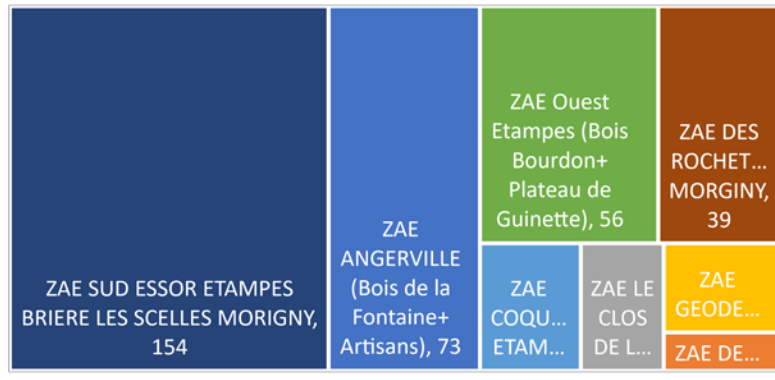 ZAE SUD ESSOR ETAMPES
BRIERE LES SCELLES MORIGNY,
154
ZAE
ANGERVILLE
(Bois de la
Fontaine+
Artisans), 73
ZAE Ouest
Etampes (Bois
Bourdon+
Plateau de
Guinette), 56
ZAE DES
ROCHET...
MORGINY,
39
ZAE
COQU...
ETAM...
ZAE LE
CLOS
DE L...
ZAE
GEODE...
ZAE DE...